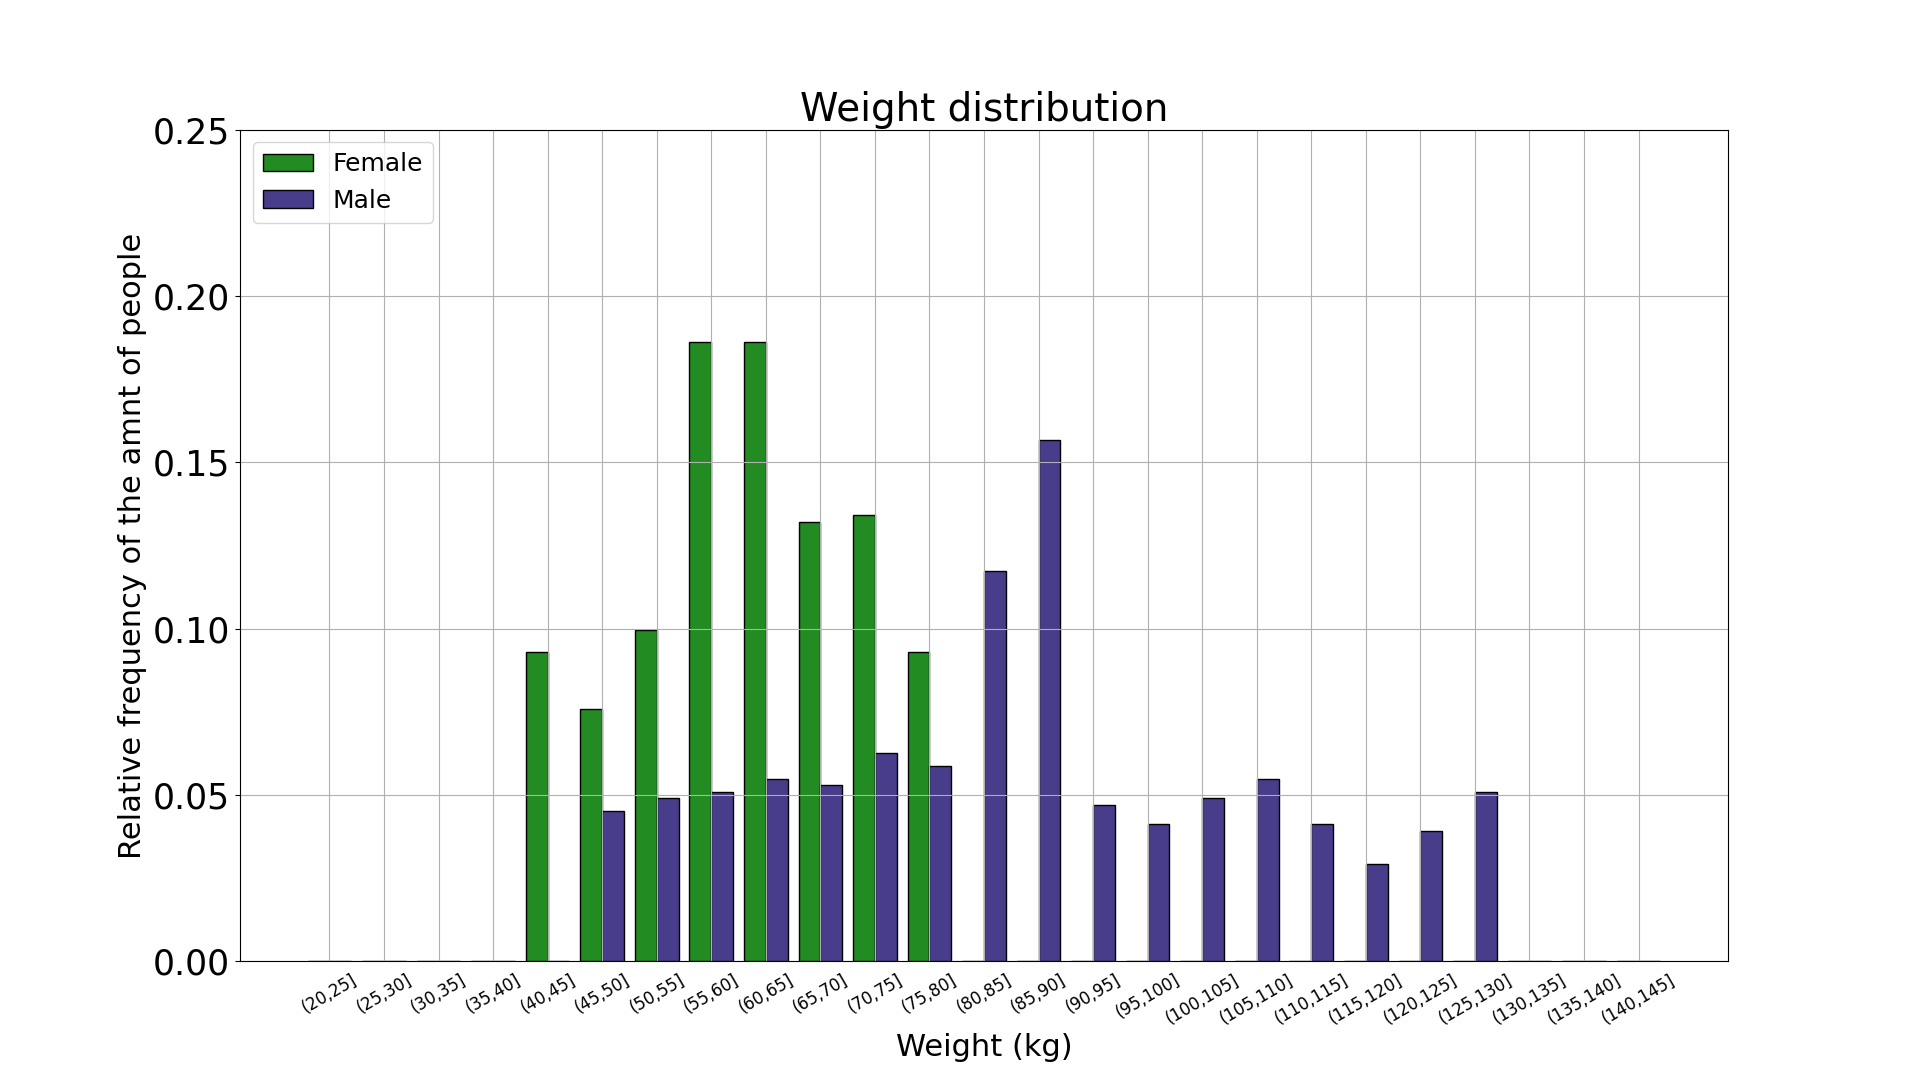 Weight distribution
0.25
0.20
0.15
0.10
0.05
0.00
Relative frequency of the amnt of people
Female
Male
(20,25] (25,30] (30,35] (35,40] (40,45] (45,50] (50,55] (55,60] (60,65] (65,70] (70,75] (75,80] (80,85] (85,90] (90,95] (95,100] (100,105] (105,110] (110,115] (115,120] (120,125] (125,130] (130,135] (135,140] (140,145]
Weight (kg)